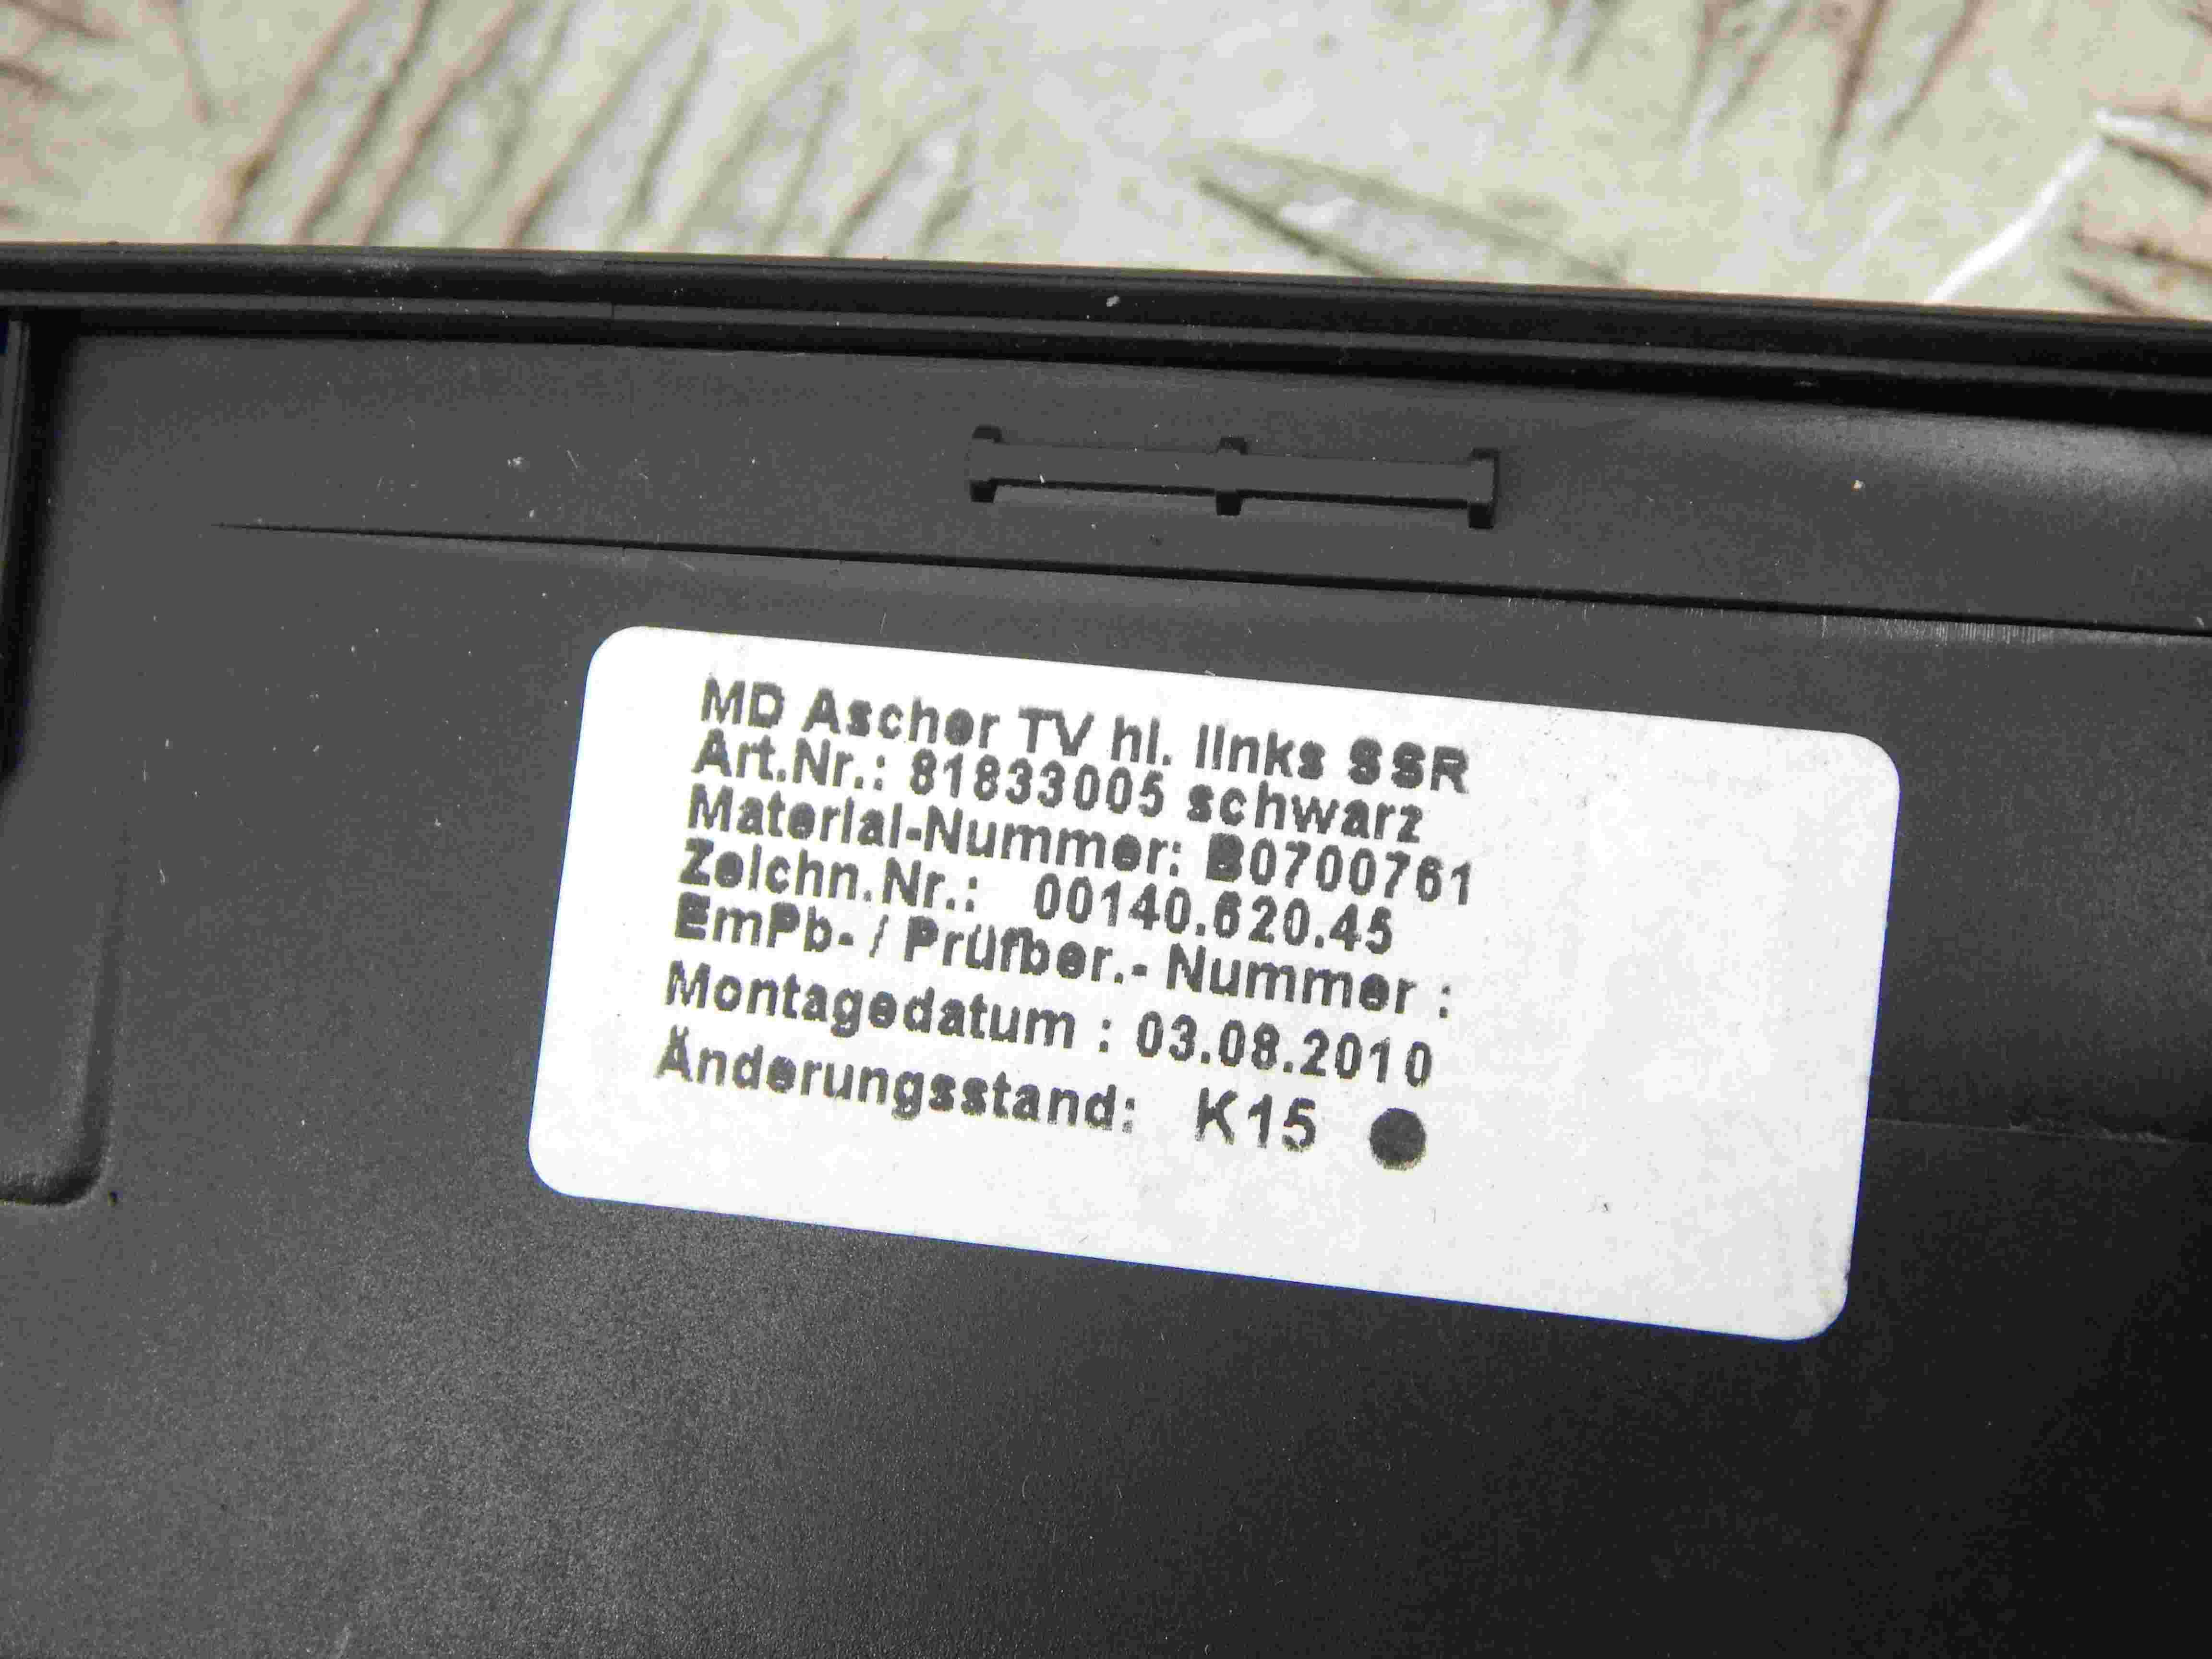 MD Ascher TV hl. links SSR
Art.Nr.: 81833005 schwarz
Material-Nummer: B0700761
Zeichn.Nr.: 00140.620.45
EmPb- / Prüfber.- Nummer :
Montagedatum : 03.08.2010
Änderungsstand: K15